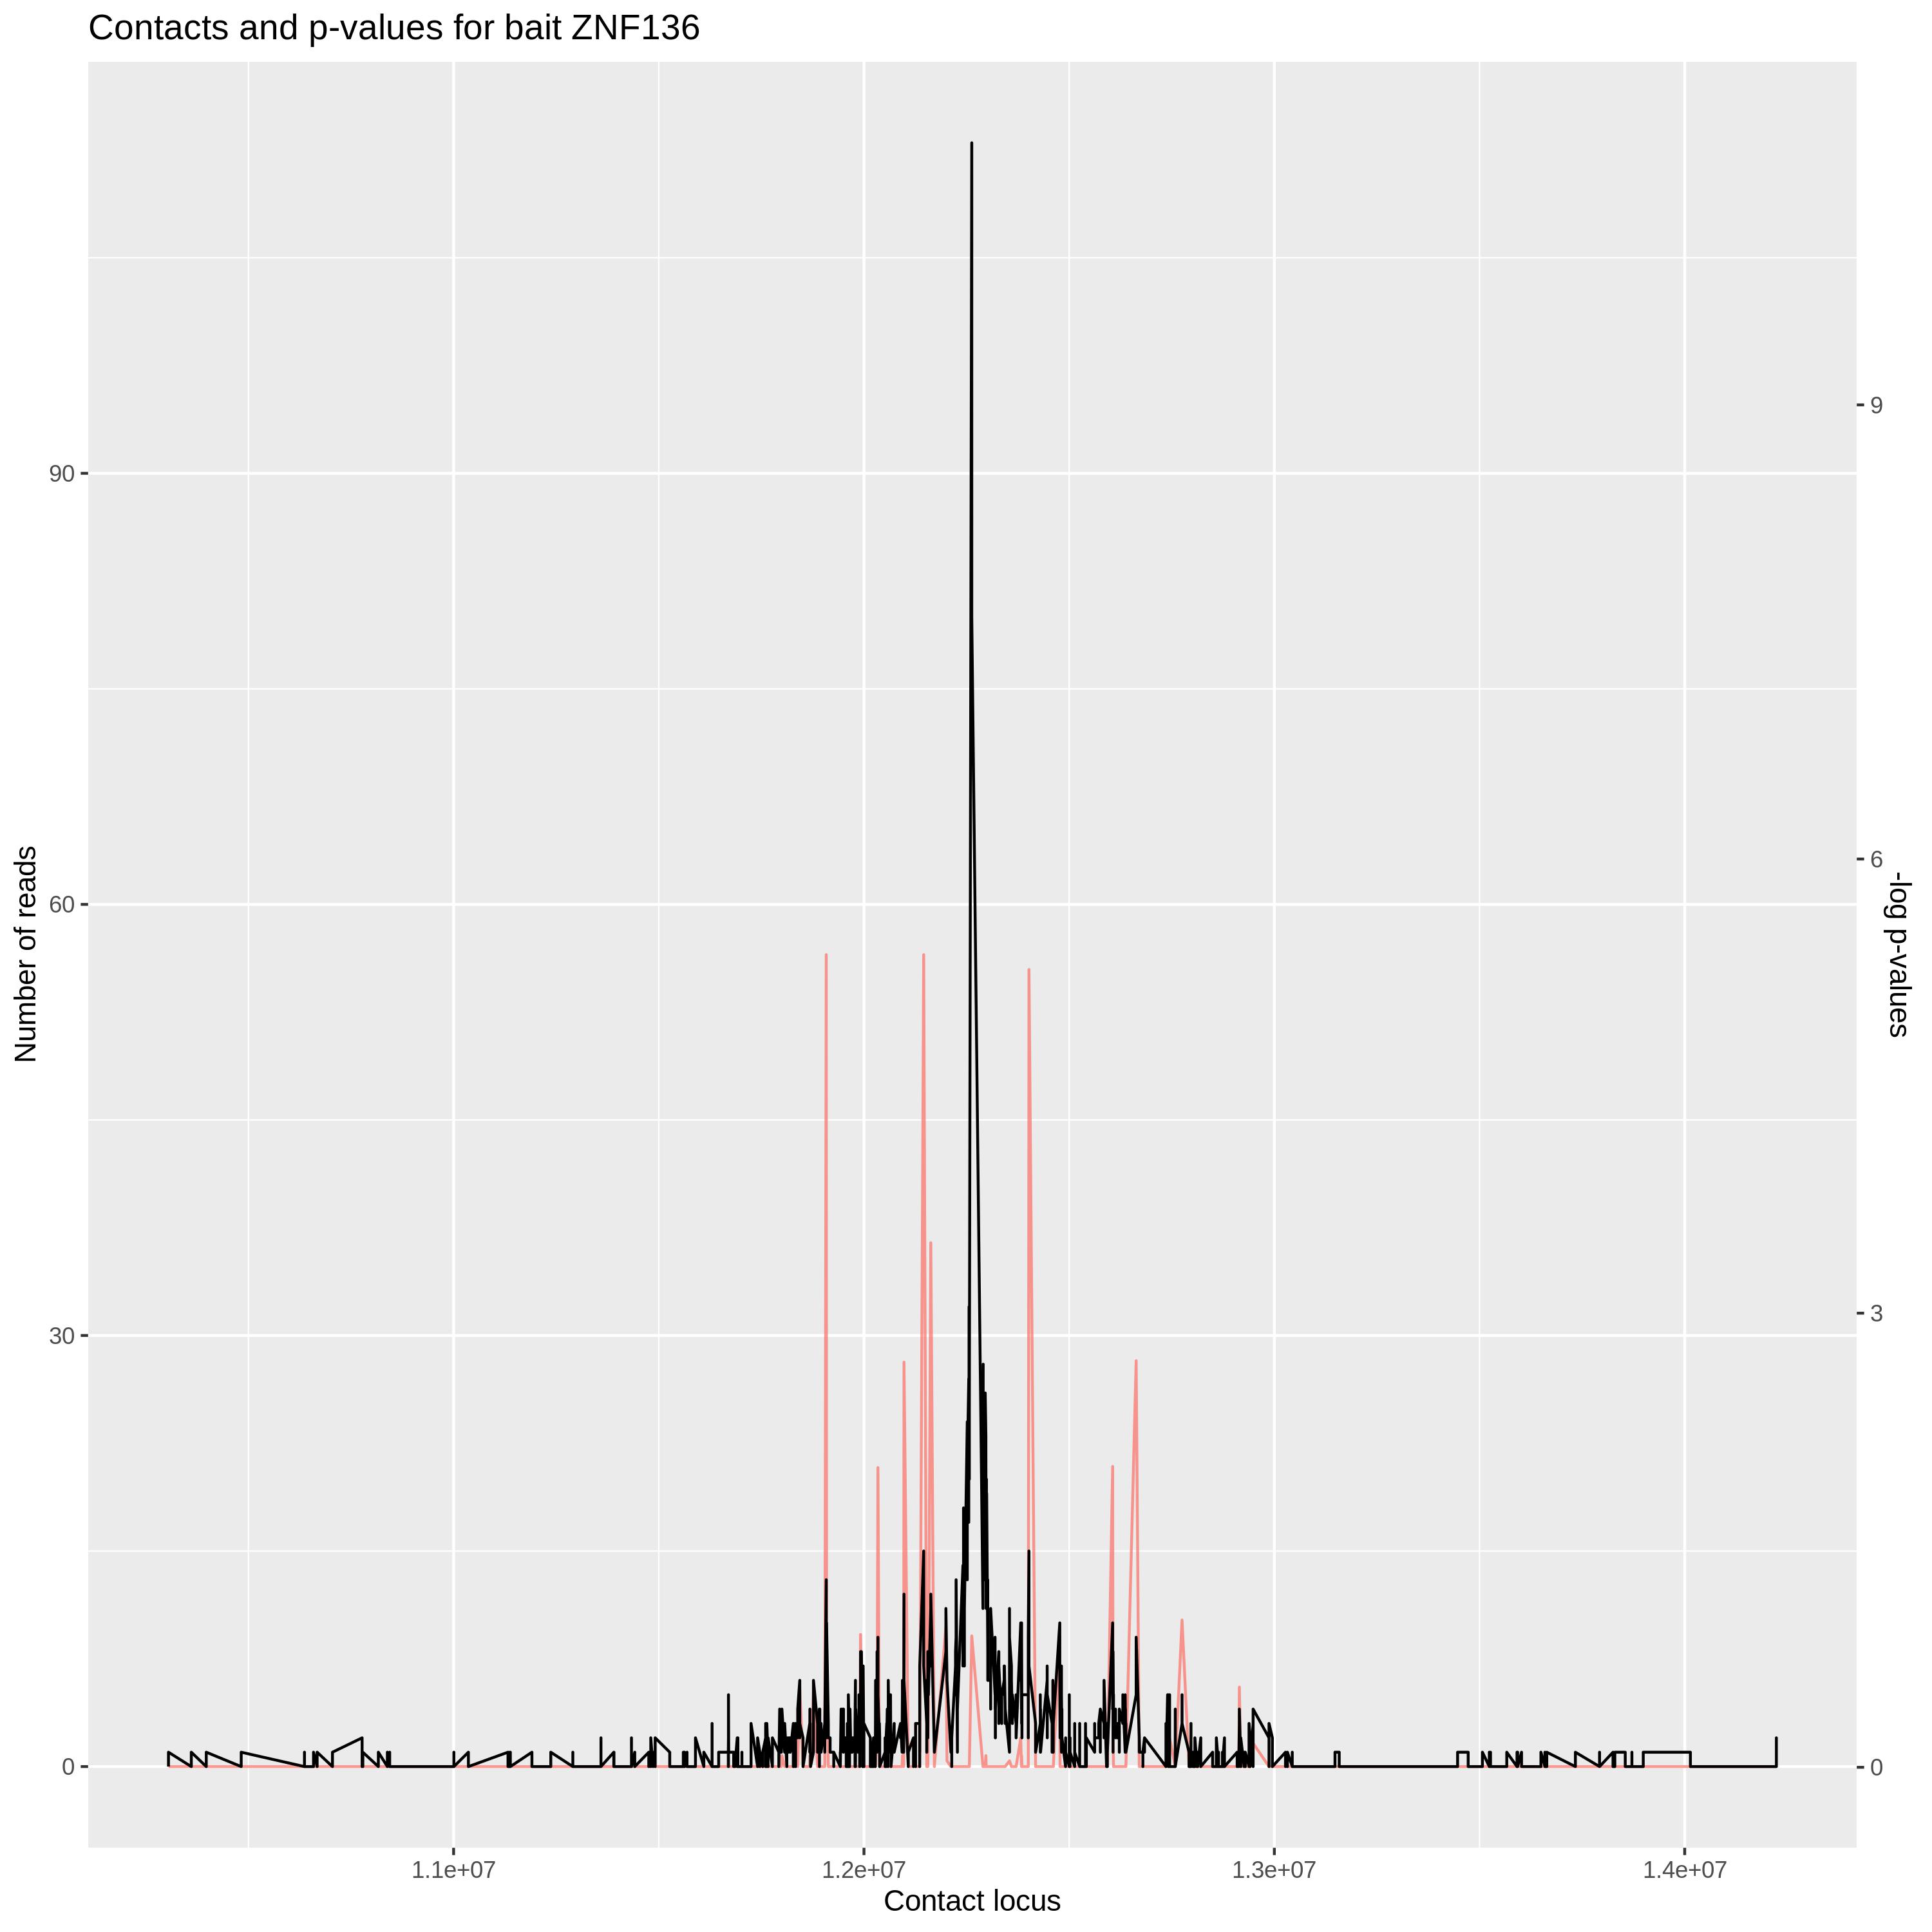 Contacts and p-values for bait ZNF136
Number of reads
90
60
30
0
9
6
3
0
-log p-values
1.1e+07
1.2e+07
1.3e+07
1.4e+07
Contact locus